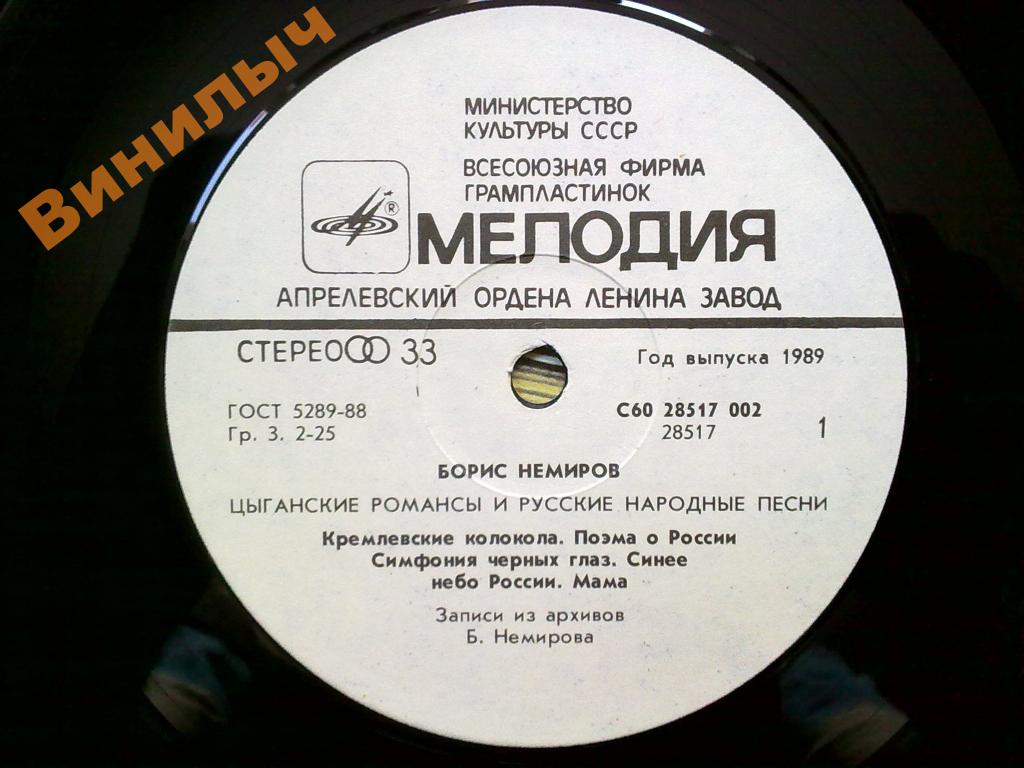 Винилыч
МИНИСТЕРСТВО
КУЛЬТУРЫ СССР
ВСЕСОЮЗНАЯ ФИРМА
ГРАМПЛАСТИНОК
®
МЕЛОДИЯ
АПРЕЛЕВСКИЙ ОРДЕНА ЛЕНИНА ЗАВОД
СТЕРЕО 33
Год выпуска 1989
ГОСТ 5289-88
Гр. 3. 2-25
С60 28517 002
28517
1
БОРИС НЕМИРОВ
ЦЫГАНСКИЕ РОМАНСЫ И РУССКИЕ НАРОДНЫЕ ПЕСНИ
Кремлевские колокола. Поэма о России
Симфония черных глаз. Синее
небо России. Мама
Записи из архивов
Б. Немирова